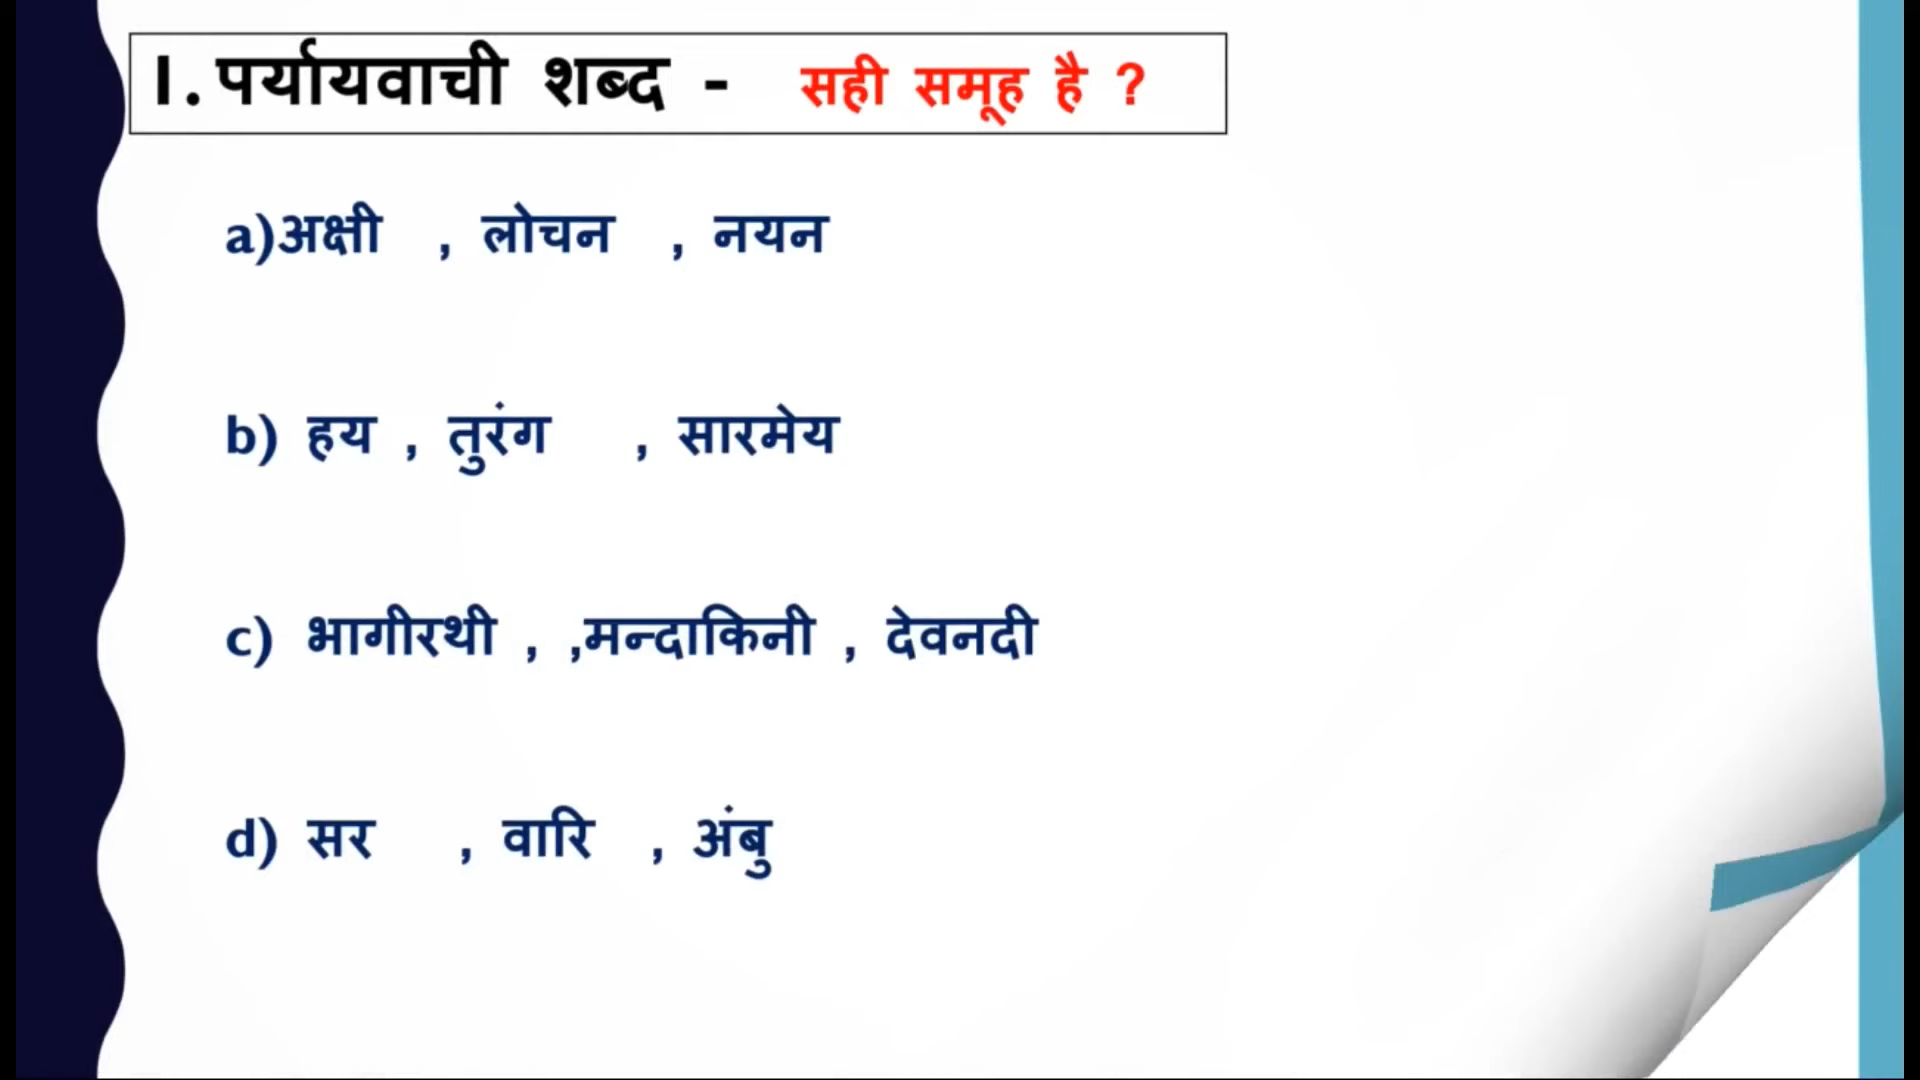 I. पर्यायवाची शब्द - सही समूह है ?
a)अक्षी , लोचन , नयन
b) हय , तुरंग , सारमेय
c) भागीरथी , ,मन्दाकिनी , देवनदी
d) सर , वारि , अंबु